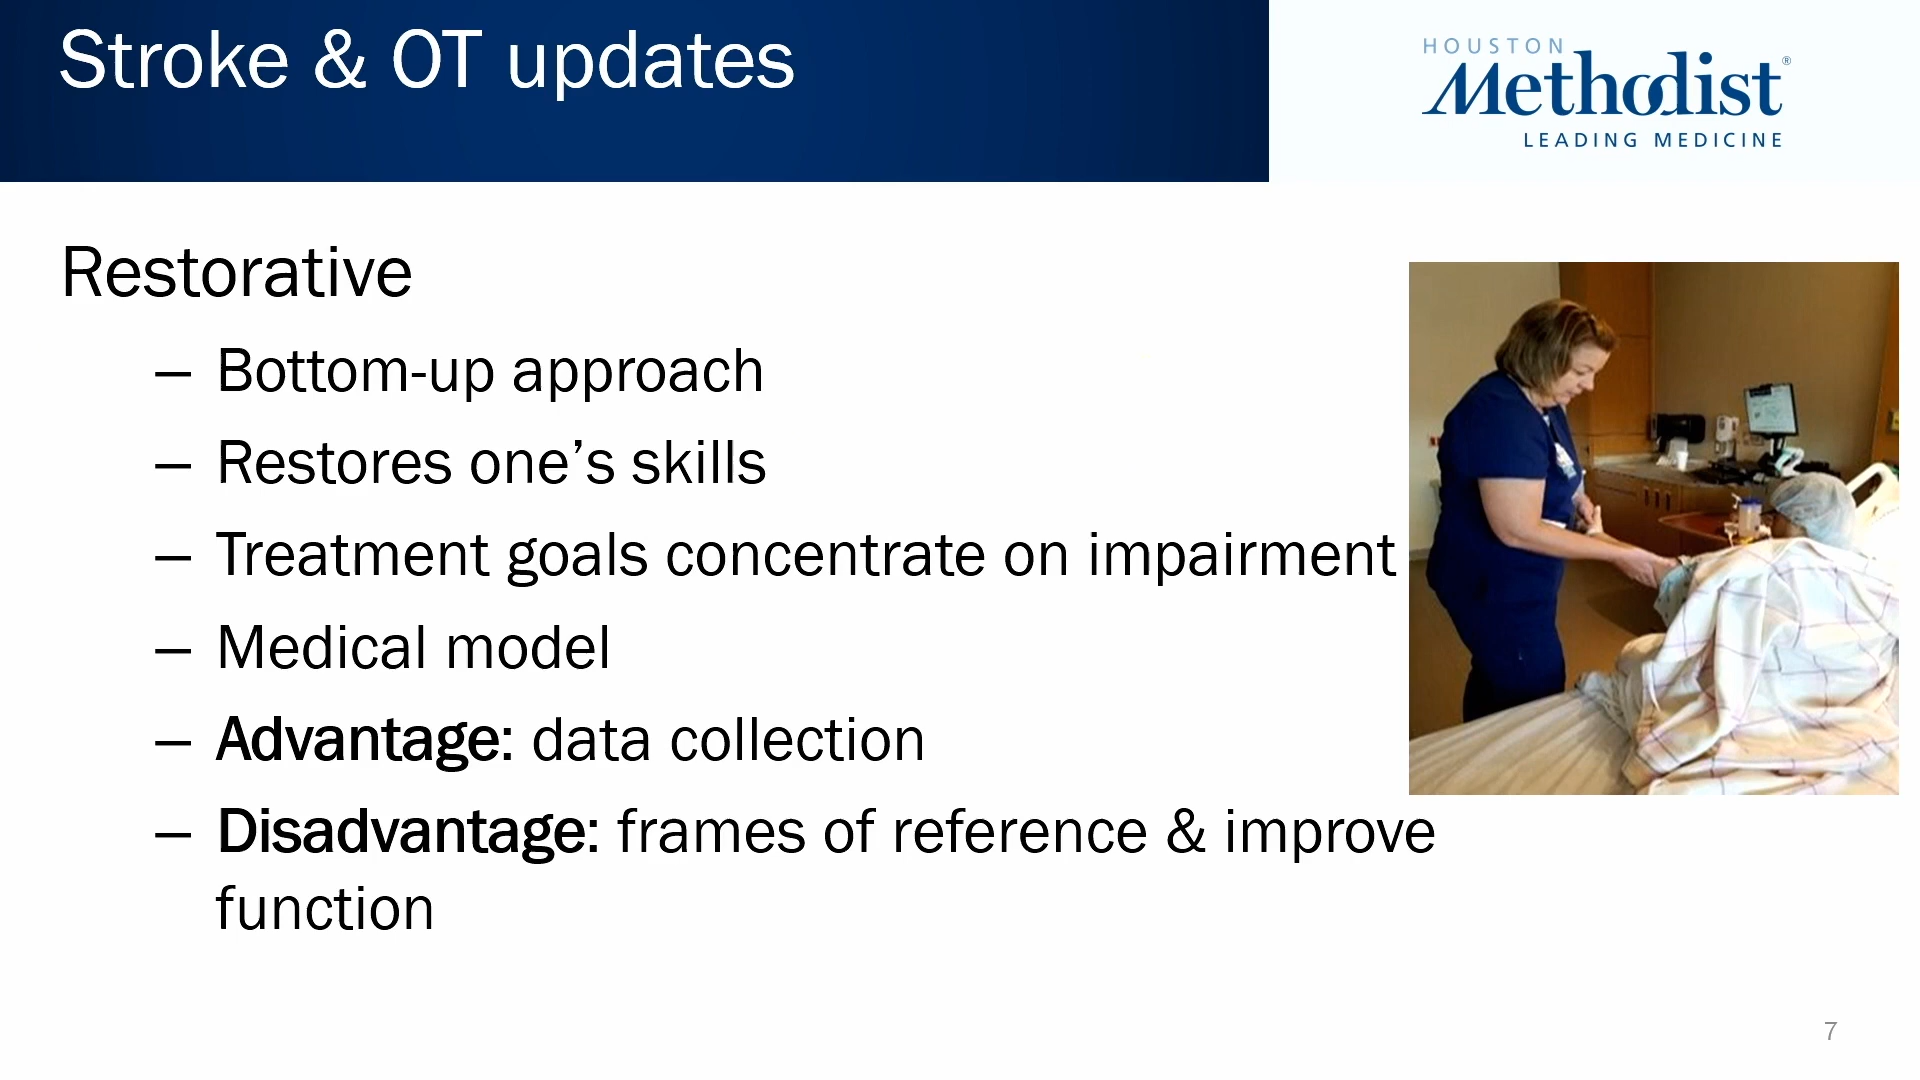 Stroke & OT updates
HOUSTON
Methodist®
LEADING MEDICINE
Restorative
– Bottom-up approach
– Restores one’s skills
– Treatment goals concentrate on impairment
– Medical model
– Advantage: data collection
– Disadvantage: frames of reference & improve
function
7